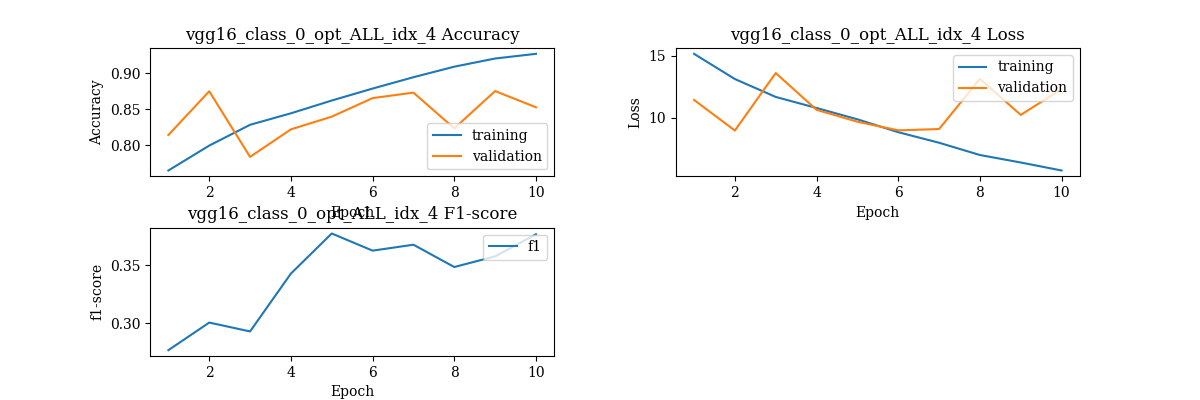 vgg16_class_0_opt_ALL_idx_4 Accuracy
Accuracy
0.90
0.85
0.80
training
validation
2 4 6 8 10
Epoch
vgg16_class_0_opt_ALL_idx_4 Loss
Loss
15
10
training
validation
2 4 6 8 10
Epoch
vgg16_class_0_opt_ALL_idx_4 F1-score
f1-score
0.35
0.30
f1
2 4 6 8 10
Epoch